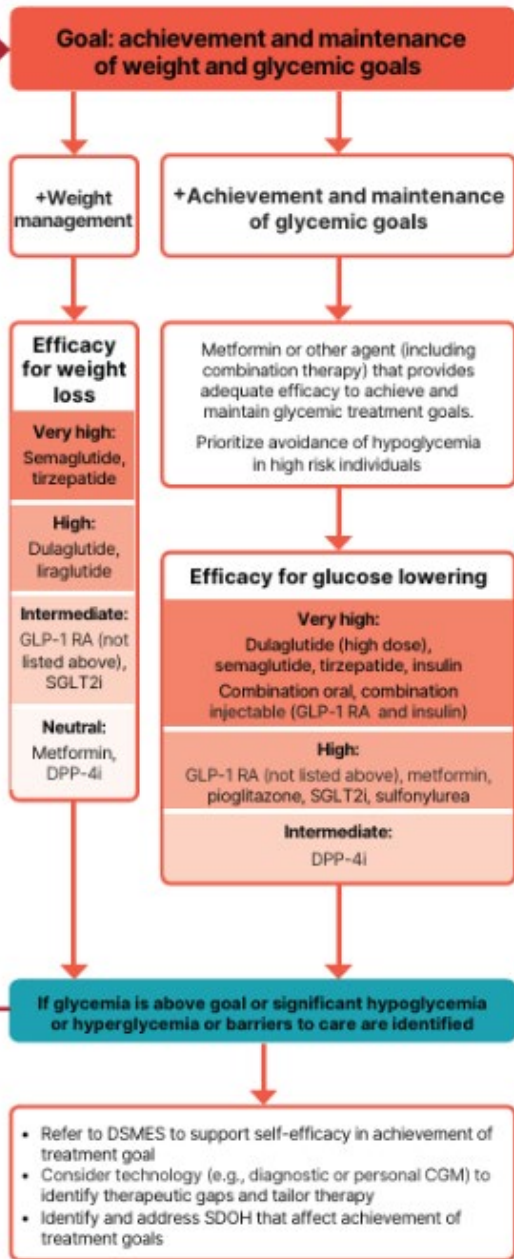 Goal: achievement and maintenance
of weight and glycemic goals
+Weight
management
+Achievement and maintenance
of glycemic goals
Efficacy
for weight
loss
Very high:
Semaglutide,
tirzepatide
High:
Dulaglutide,
liraglutide
Intermediate:
GLP-1 RA (not
listed above),
SGLT2i
Neutral:
Metformin,
DPP-4i
Metformin or other agent (including
combination therapy) that provides
adequate efficacy to achieve and
maintain glycemic treatment goals.
Prioritize avoidance of hypoglycemia
in high risk individuals
Efficacy for glucose lowering
Very high:
Dulaglutide (high dose),
semaglutide, tirzepatide, insulin
Combination oral, combination
injectable (GLP-1 RA and insulin)
High:
GLP-1 RA (not listed above), metformin,
pioglitazone, SGLT2i, sulfonylurea
Intermediate:
DPP-4i
If glycemia is above goal or significant hypoglycemia
or hyperglycemia or barriers to care are identified
• Refer to DSMES to support self-efficacy in achievement of
treatment goal
• Consider technology (e.g., diagnostic or personal CGM) to
identify therapeutic gaps and tailor therapy
• Identify and address SDOH that affect achievement of
treatment goals